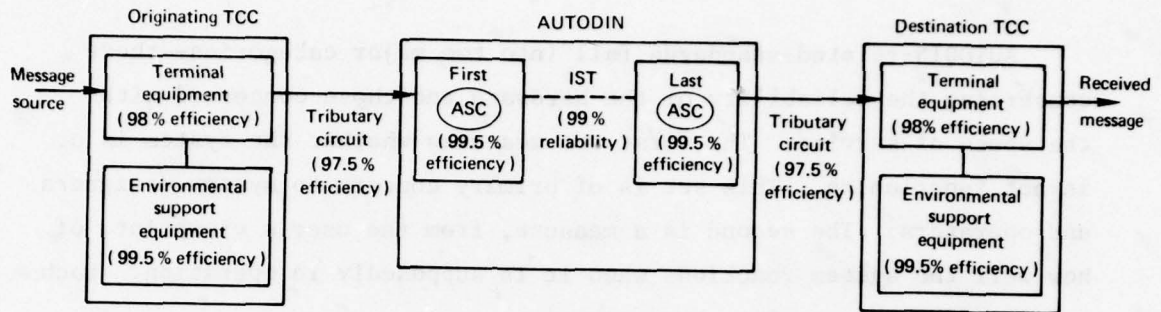 Originating TCC
AUTODIN
Destination TCC
Message source
Terminal equipment
(98% efficiency)
Environmental support equipment
(99.5% efficiency)
Tributary circuit
(97.5% efficiency)
First
ASC
(99.5% efficiency)
IST
(99% reliability)
Last
ASC
(99.5% efficiency)
Tributary circuit
(97.5% efficiency)
Terminal equipment
(98% efficiency)
Environmental support equipment
(99.5% efficiency)
Received message